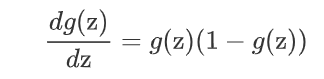 dg(z)/dz = g(z)(1 − g(z))